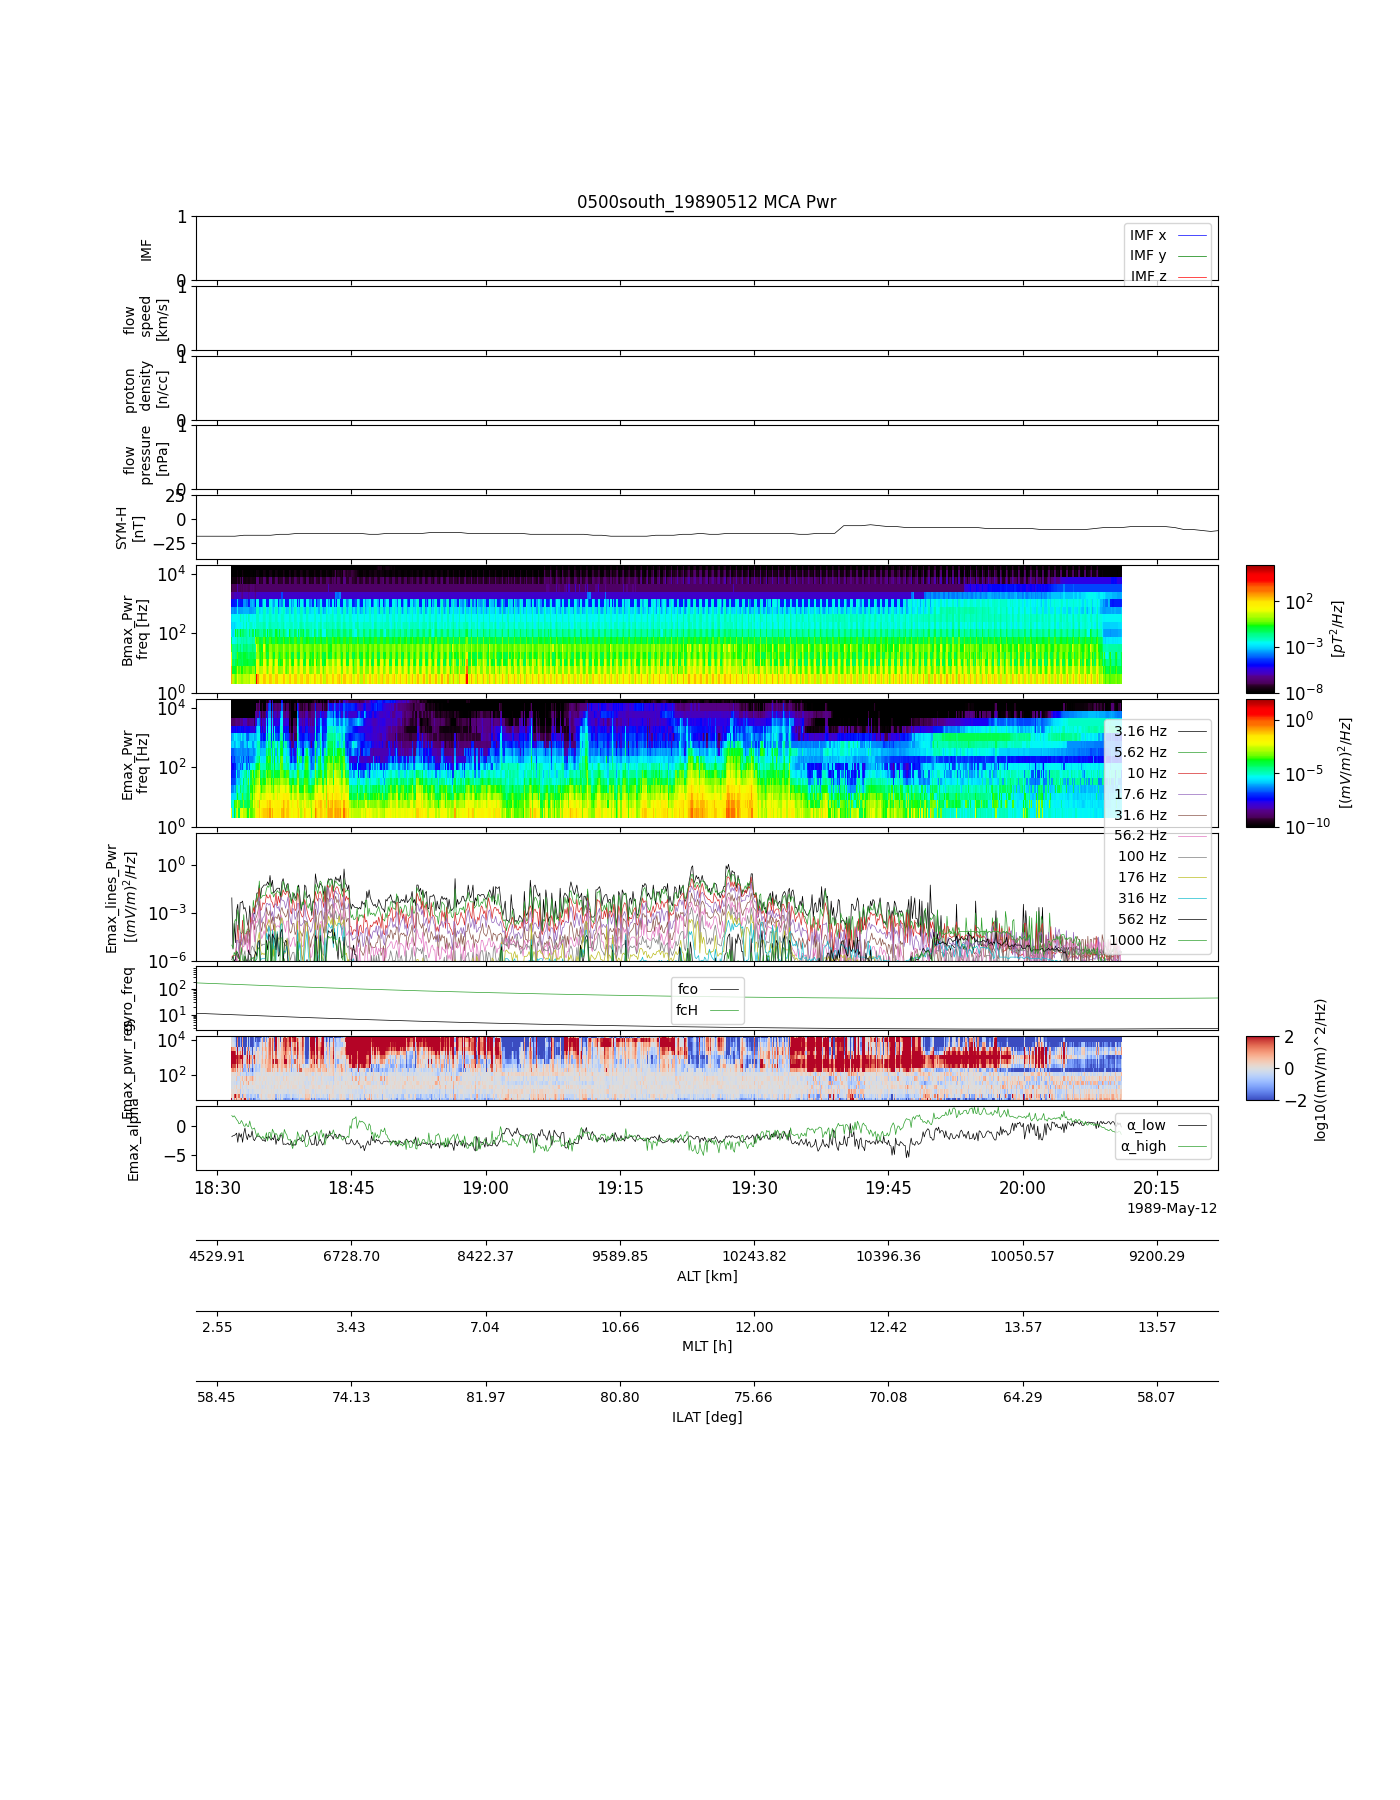 0500south_19890512 MCA Pwr
1
0
IMF
IMF x
IMF y
IMF z
1
0
flow
speed
[km/s]
1
0
proton
density
[n/cc]
1
0
flow
pressure
[nPa]
25
0
−25
SYM-H
[nT]
10^4
10^2
10^0
Bmax_Pwr
freq [Hz]
10^2
10^−3
10^−8
[pT^2/Hz]
10^4
10^2
10^0
Emax_Pwr
freq [Hz]
10^0
10^−5
10^−10
[(mV/m)^2/Hz]
3.16 Hz
5.62 Hz
10 Hz
17.6 Hz
31.6 Hz
56.2 Hz
100 Hz
176 Hz
316 Hz
562 Hz
1000 Hz
10^0
10^−3
10^−6
Emax_lines_Pwr
[(mV/m)^2/Hz]
10^2
10^1
gyro_freq
fco
fcH
10^4
10^2
Emax_pwr_reg
2
0
−2
log10((mV/m)^2/Hz)
0
−5
Emax_alpha
α_low
α_high
18:30 18:45 19:00 19:15 19:30 19:45 20:00 20:15
1989-May-12
4529.91 6728.70 8422.37 9589.85 10243.82 10396.36 10050.57 9200.29
ALT [km]
2.55 3.43 7.04 10.66 12.00 12.42 13.57 13.57
MLT [h]
58.45 74.13 81.97 80.80 75.66 70.08 64.29 58.07
ILAT [deg]